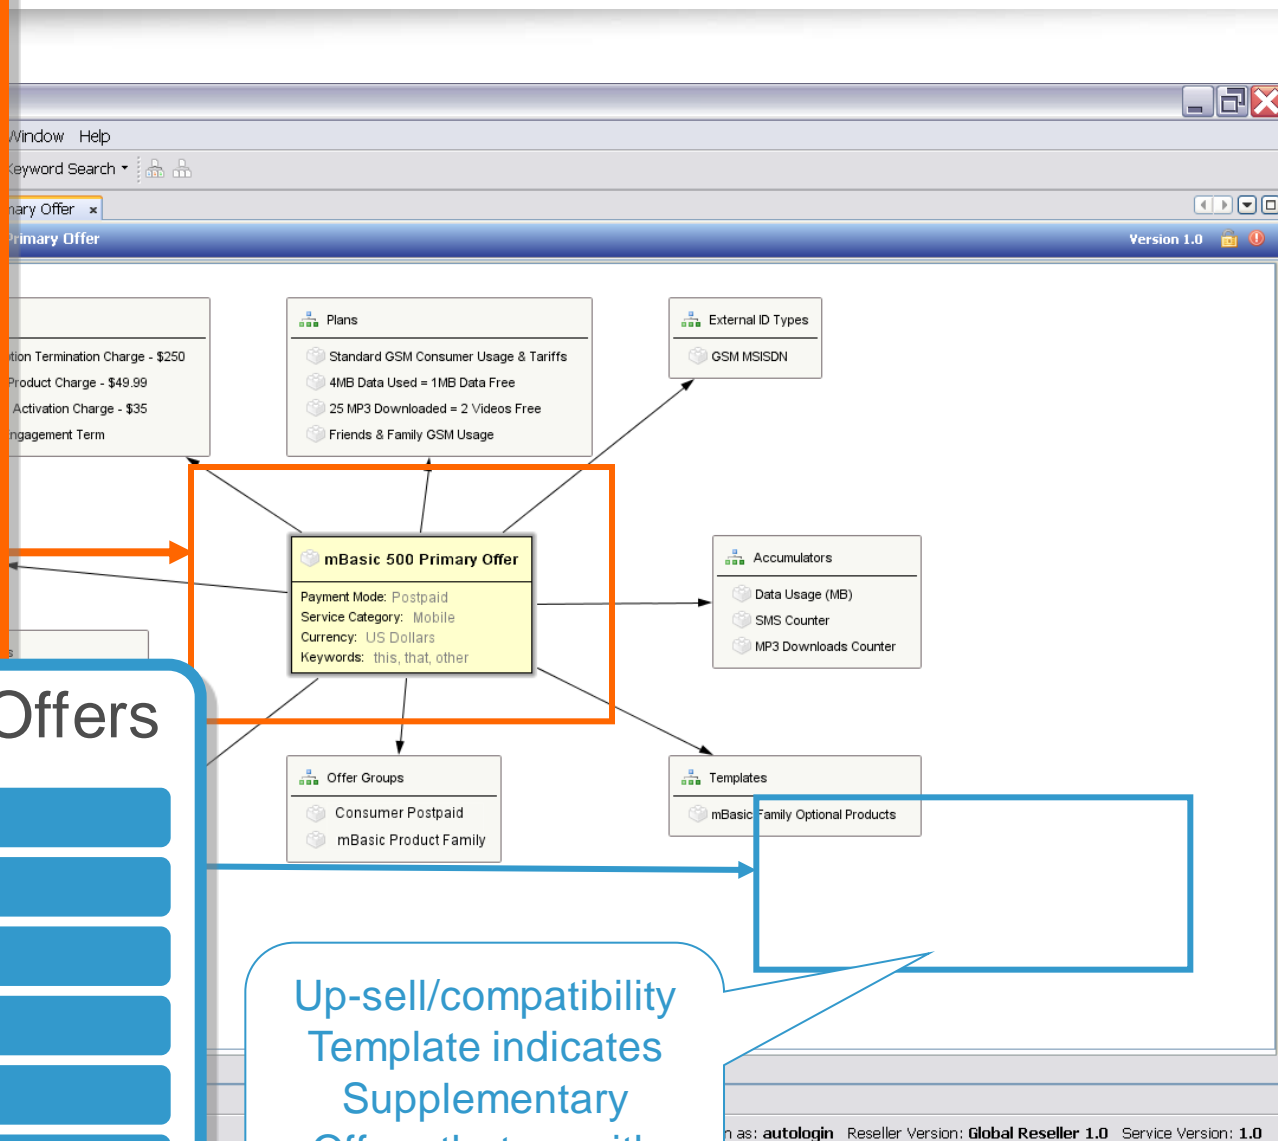 Window Help
Keyword Search
Primary Offer
Primary Offer Version 1.0
Termination Charge - $250
Product Charge - $49.99
Activation Charge - $35
Engagement Term
Plans
Standard GSM Consumer Usage & Tariffs
4MB Data Used = 1MB Data Free
25 MP3 Downloaded = 2 Videos Free
Friends & Family GSM Usage
External ID Types
GSM MSISDN
mBasic 500 Primary Offer
Payment Mode: Postpaid
Service Category: Mobile
Currency: US Dollars
Keywords: this, that, other
Accumulators
Data Usage (MB)
SMS Counter
MP3 Downloads Counter
Offers
Offer Groups
Consumer Postpaid
mBasic Product Family
Templates
mBasic Family Optional Products
Up-sell/compatibility
Template indicates
Supplementary
as: autologin Reseller Version: Global Reseller 1.0 Service Version: 1.0